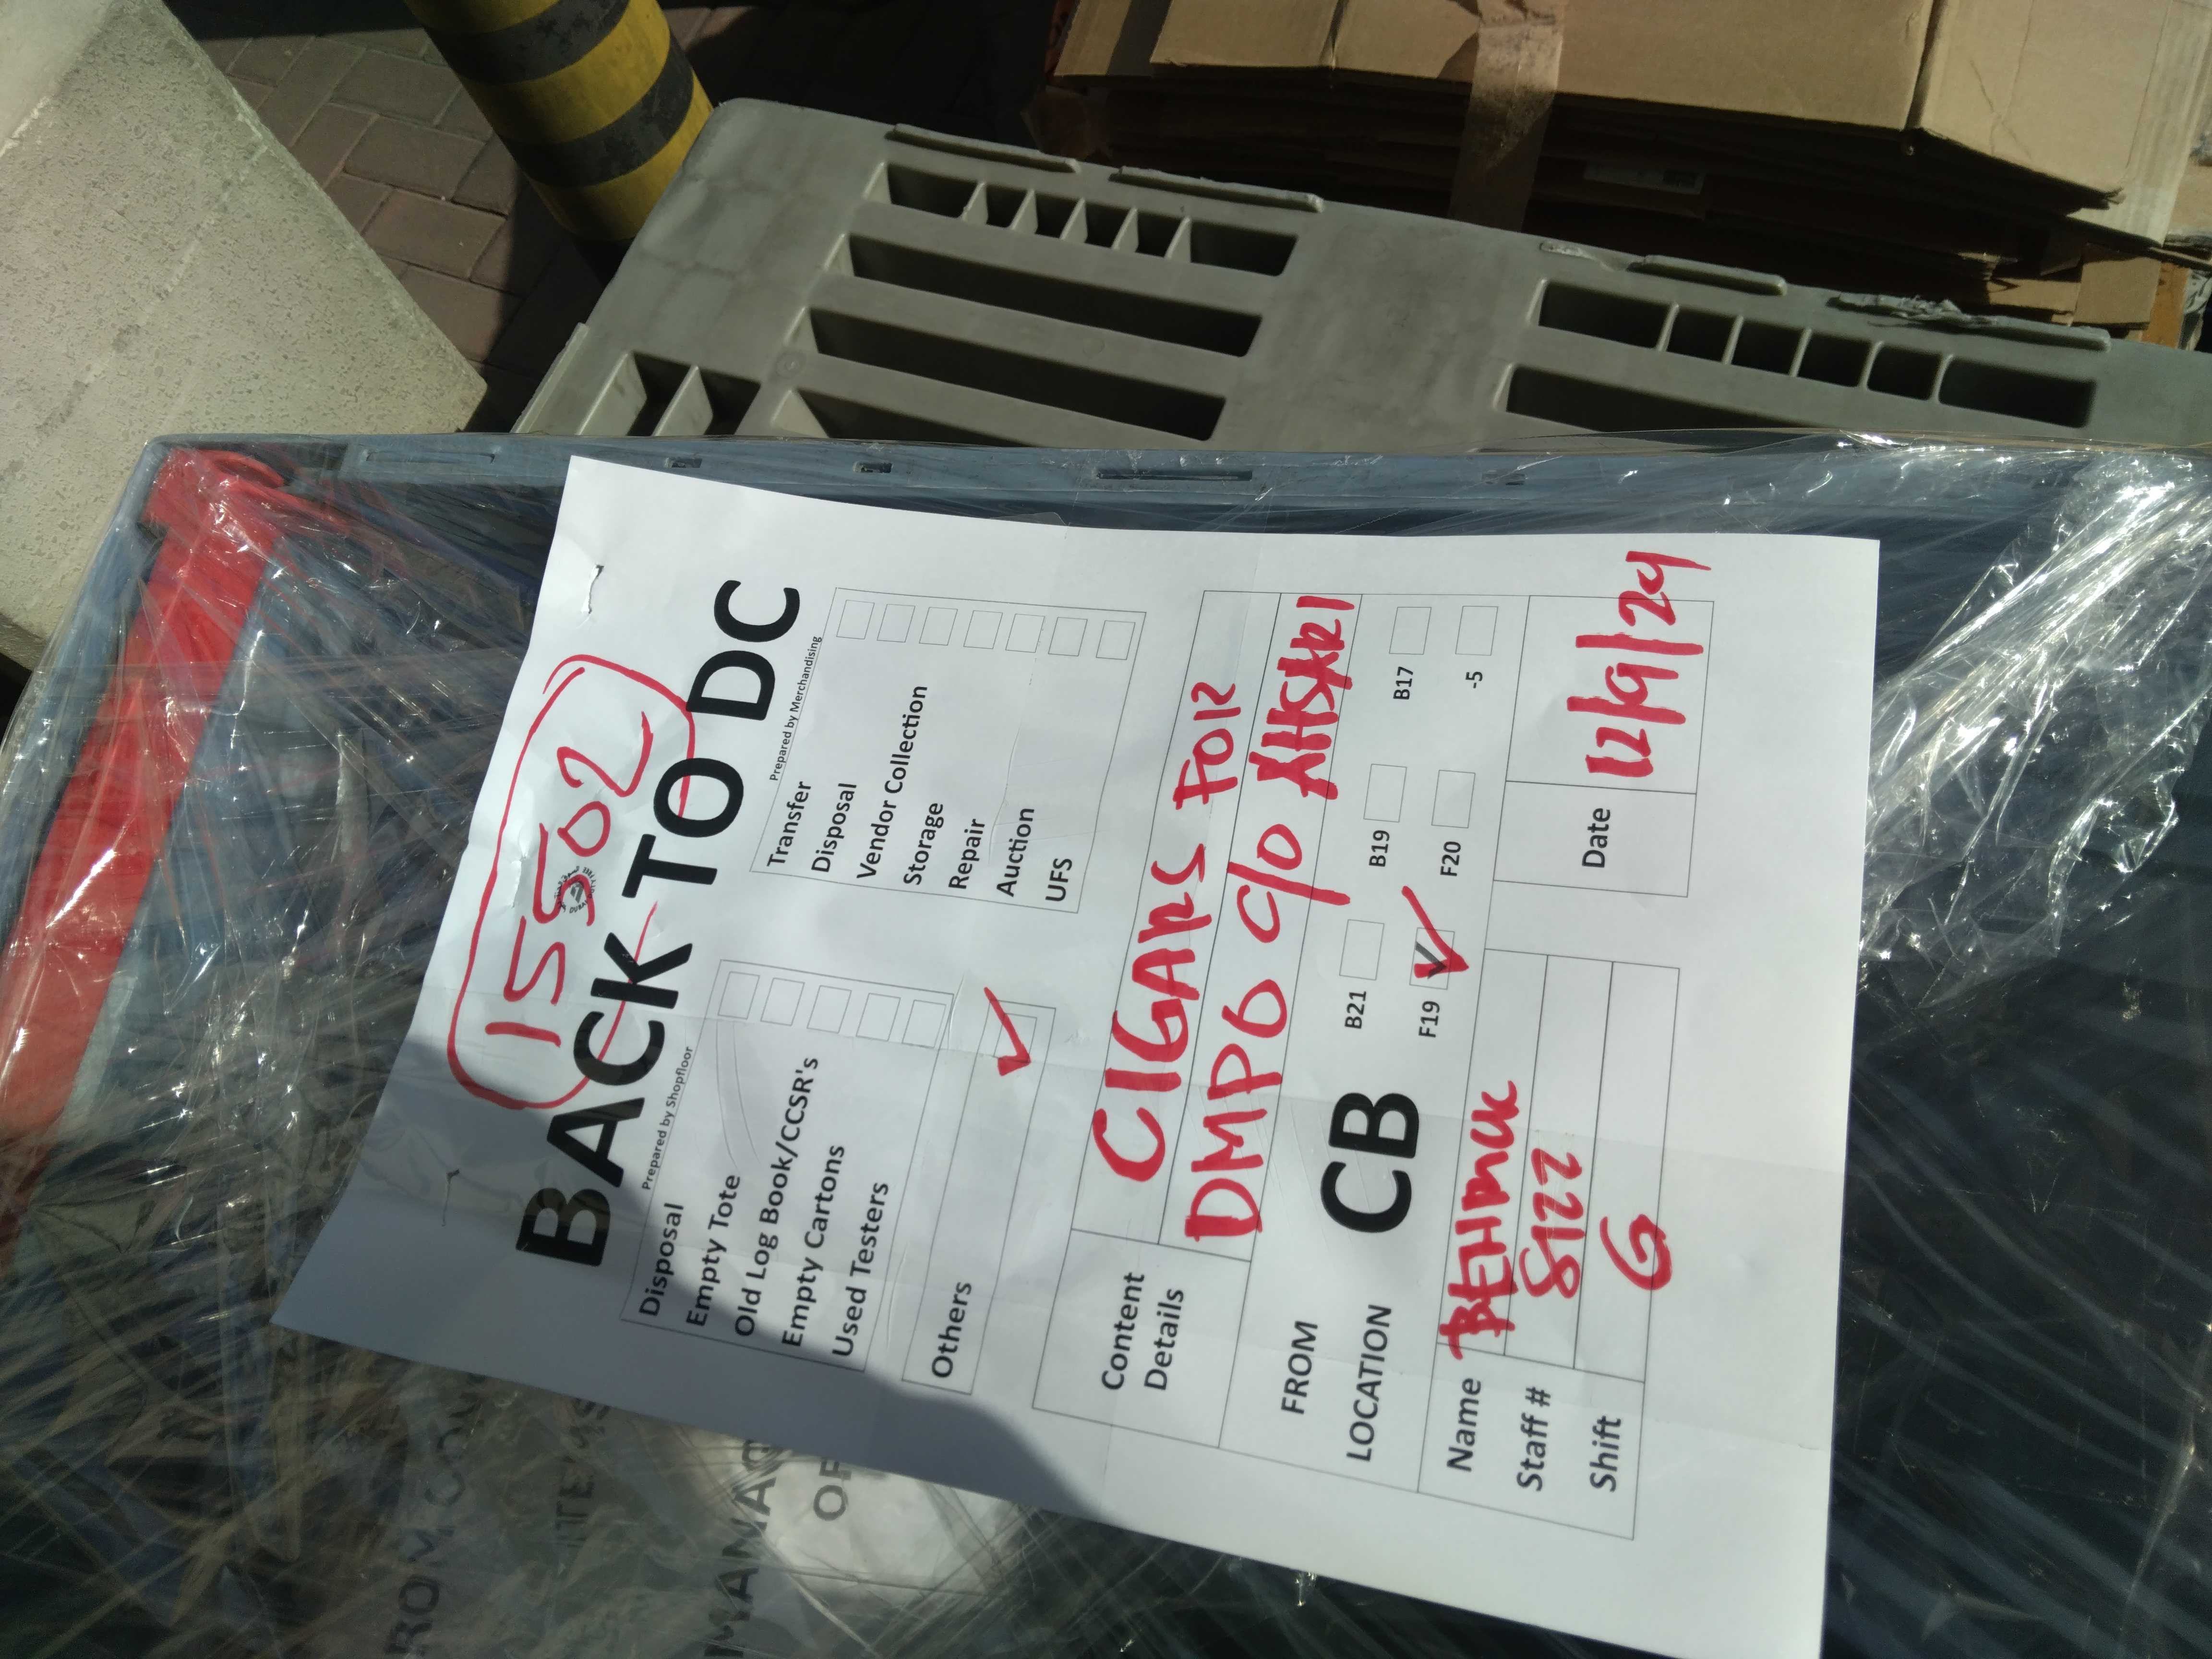 15502
BACK TO DC
Prepared by Shopfloor
Prepared by Merchandising
Disposal
Empty Tote
Old Log Book/CCSR's
Empty Cartons
Used Testers
Others
Transfer
Disposal
Vendor Collection
Storage
Repair
Auction
UFS
Content Details
CIGARS FOR
DMPO C/O
FROM LOCATION
CB
B21
B19
B17
F19
F20
-5
Name
Staff # 8122
Shift 6
Date 12/9/24